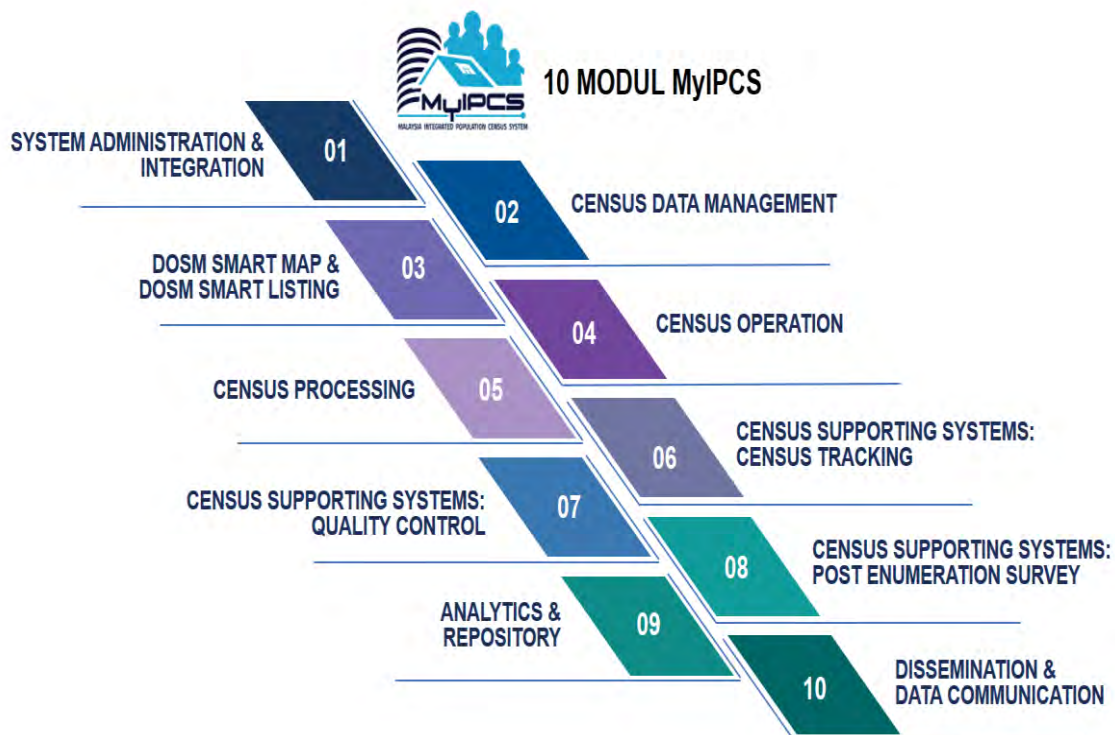 MyIPCS
MALAYSIA INTEGRATED POPULATION CENSUS SYSTEM
10 MODUL MyIPCS
01
SYSTEM ADMINISTRATION &
INTEGRATION
02
CENSUS DATA MANAGEMENT
03
DOSM SMART MAP &
DOSM SMART LISTING
04
CENSUS OPERATION
05
CENSUS PROCESSING
06
CENSUS SUPPORTING SYSTEMS:
CENSUS TRACKING
07
CENSUS SUPPORTING SYSTEMS:
QUALITY CONTROL
08
CENSUS SUPPORTING SYSTEMS:
POST ENUMERATION SURVEY
09
ANALYTICS &
REPOSITORY
10
DISSEMINATION &
DATA COMMUNICATION